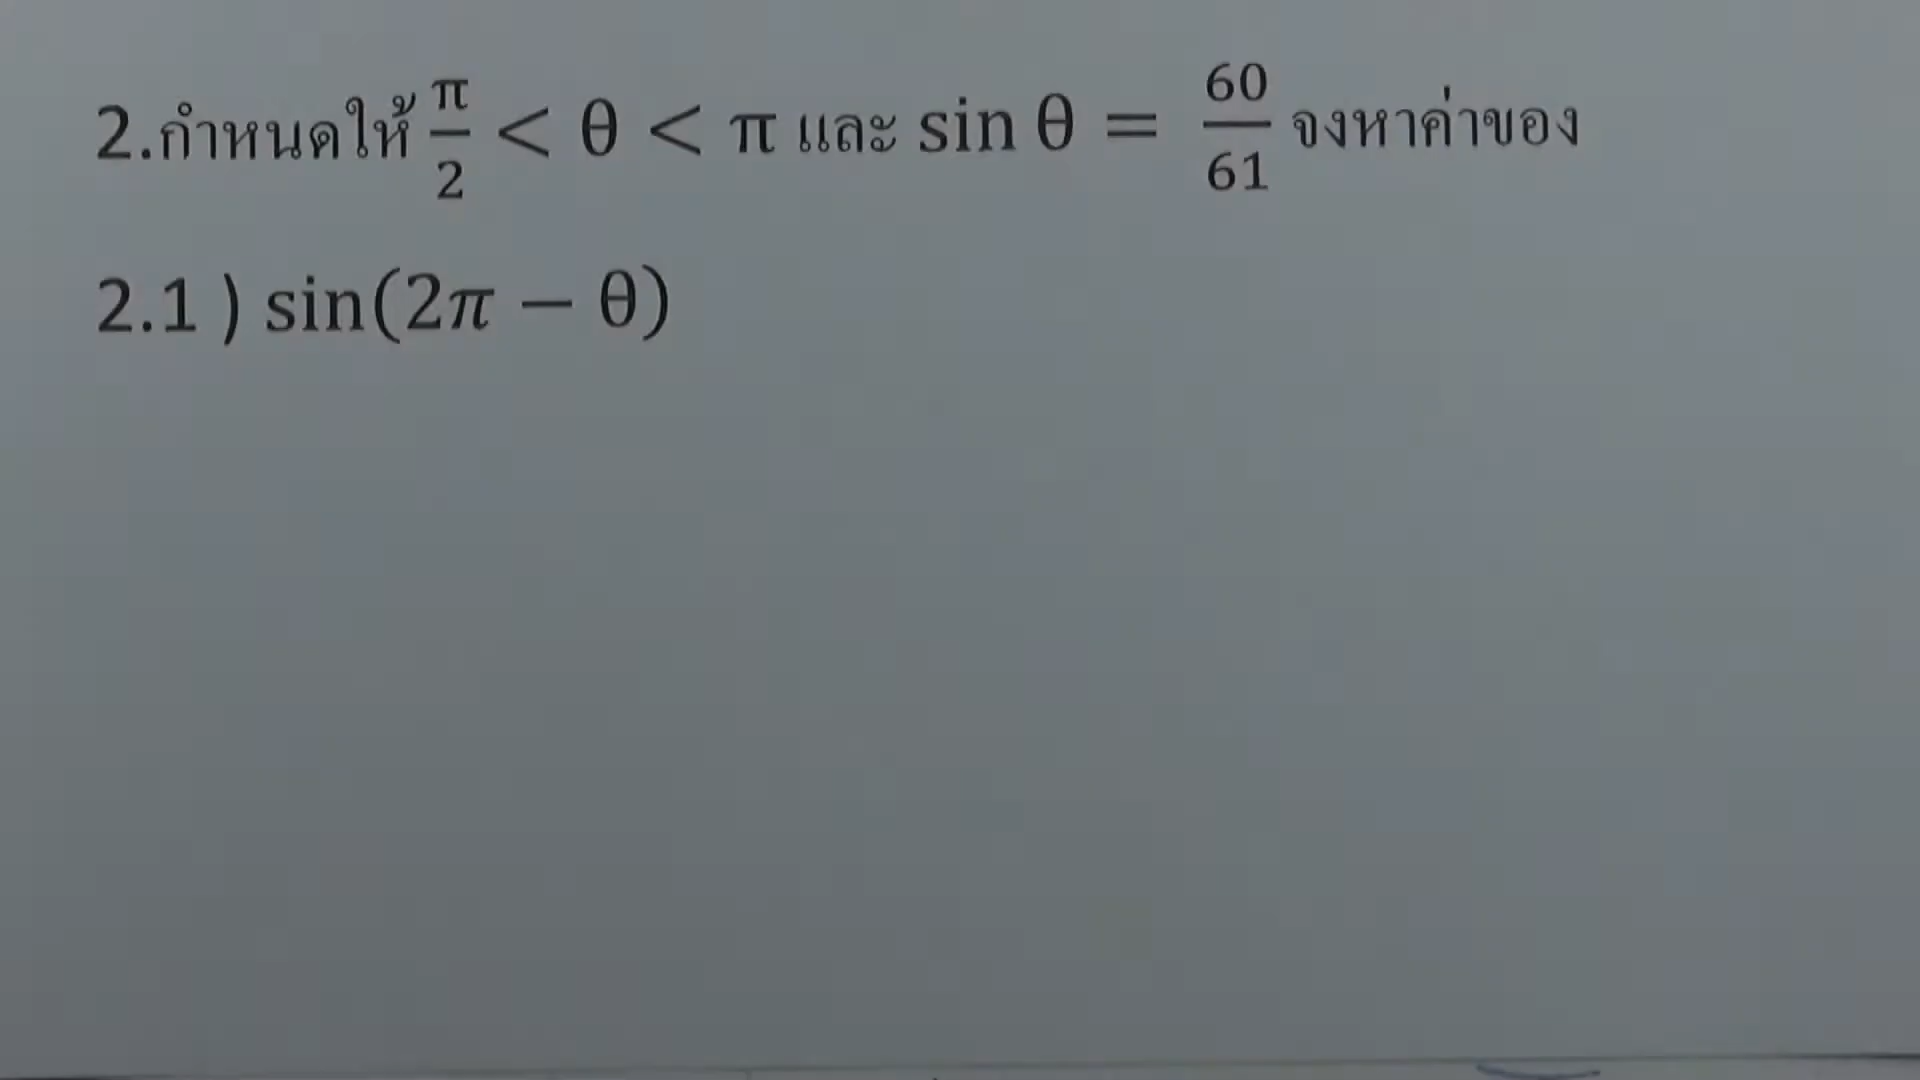 2.กำหนดให้ π/2 < θ < π และ sin θ = 60/61 จงหาค่าของ
2.1 ) sin(2π − θ)